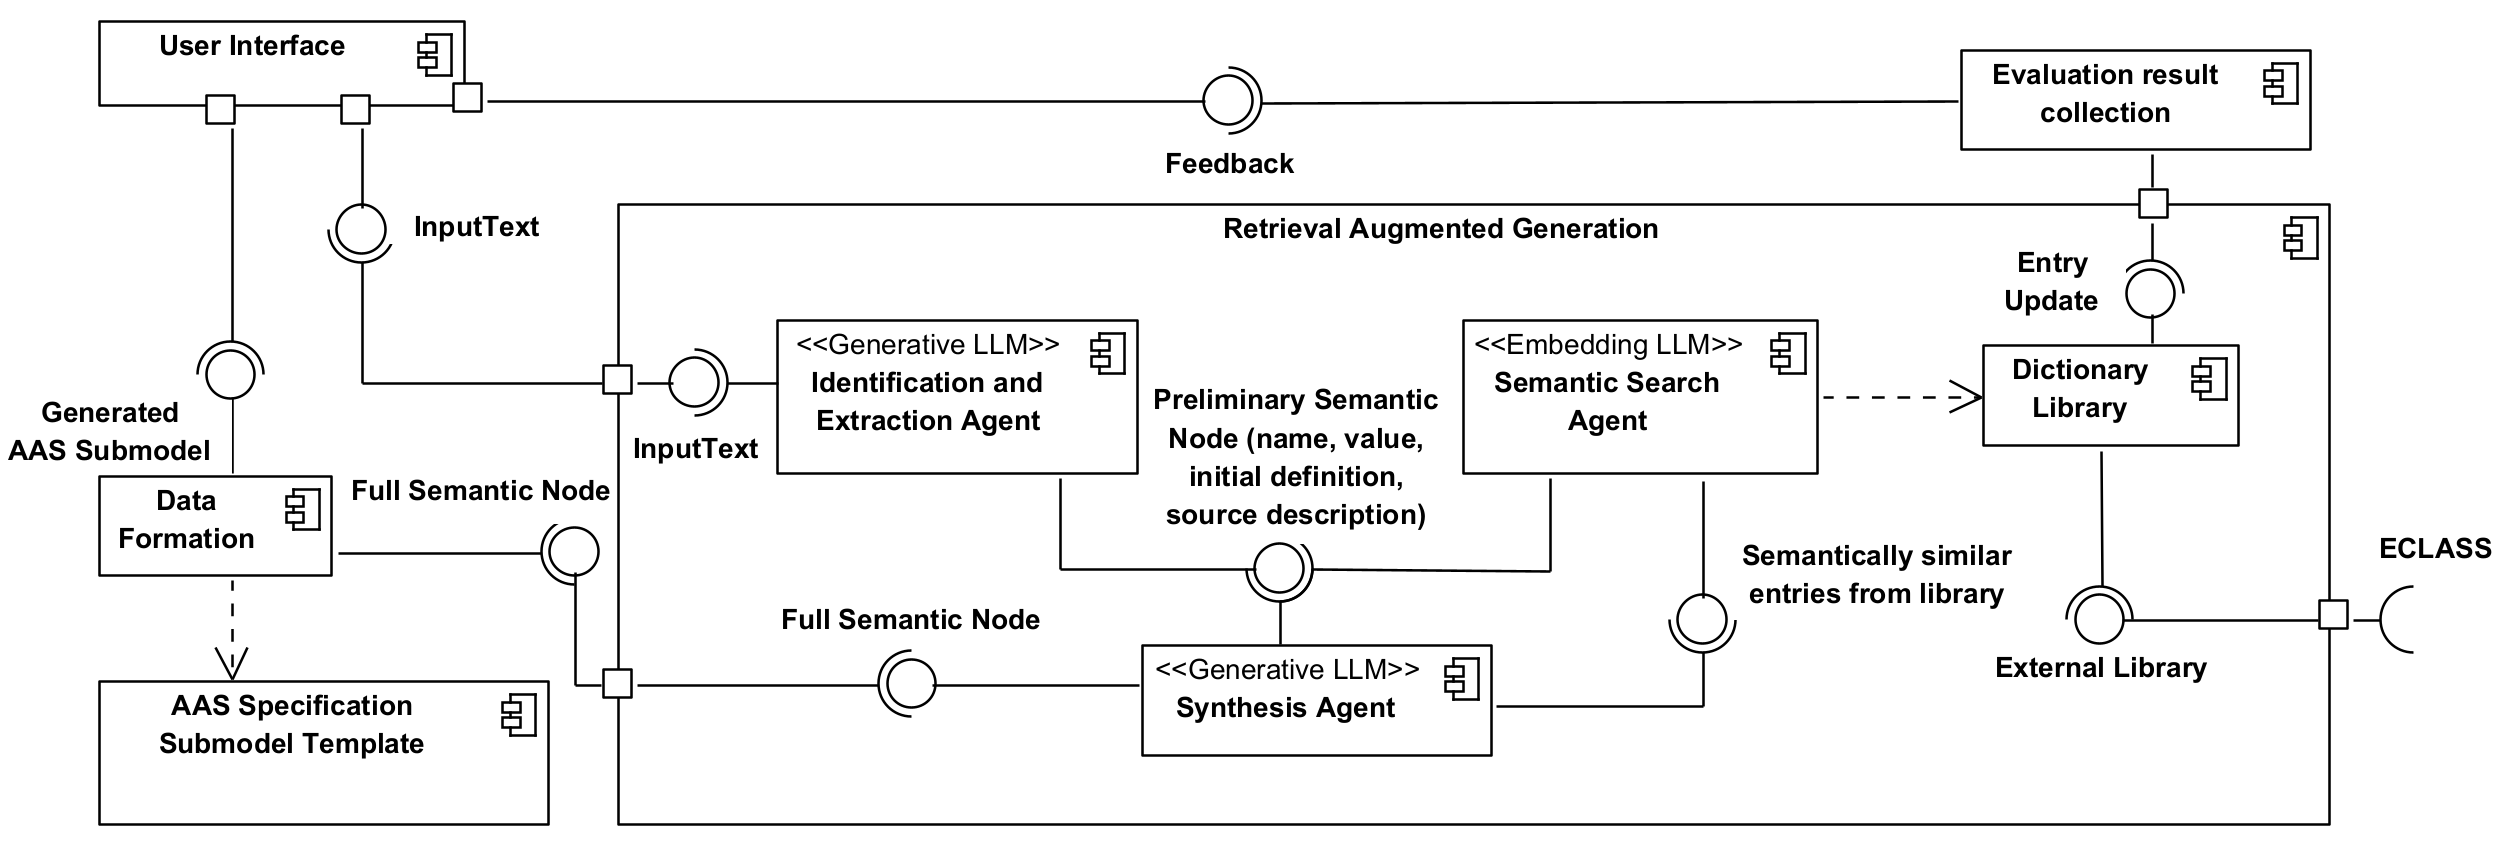 User Interface
Evaluation result
collection
Feedback
InputText
Retrieval Augmented Generation
Entry
Update
<<Generative LLM>>
Identification and
Extraction Agent
InputText
Preliminary Semantic
Node (name, value,
initial definition,
source description)
<<Embedding LLM>>
Semantic Search
Agent
Dictionary
Library
Generated
AAS Submodel
Data
Formation
Full Semantic Node
Semantically similar
entries from library
ECLASS
Full Semantic Node
<<Generative LLM>>
Synthesis Agent
External Library
AAS Specification
Submodel Template